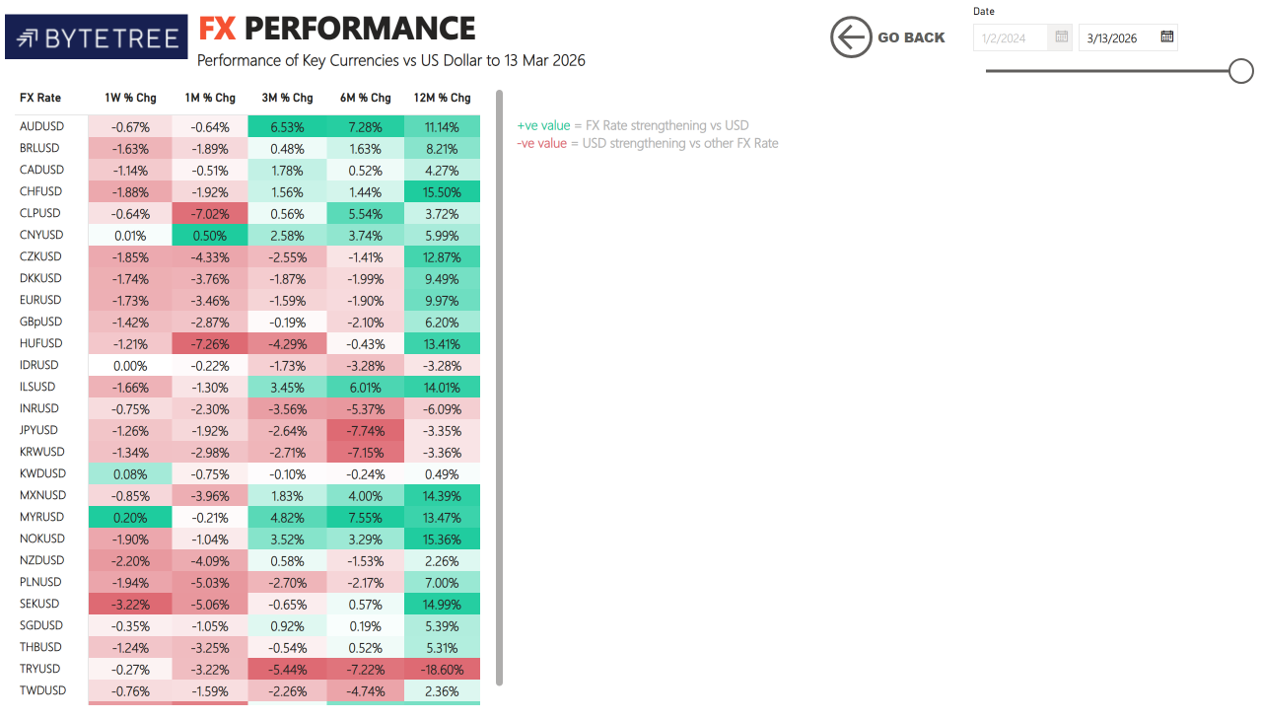 BYTETREE
FX PERFORMANCE
Performance of Key Currencies vs US Dollar to 13 Mar 2026
GO BACK
Date
1/2/2024 3/13/2026
FX Rate 1W % Chg 1M % Chg 3M % Chg 6M % Chg 12M % Chg
AUDUSD -0.67% -0.64% 6.53% 7.28% 11.14%
BRLUSD -1.63% -1.89% 0.48% 1.63% 8.21%
CADUSD -1.14% -0.51% 1.78% 0.52% 4.27%
CHFUSD -1.88% -1.92% 1.56% 1.44% 15.50%
CLPUSD -0.64% -7.02% 0.56% 5.54% 3.72%
CNYUSD 0.01% 0.50% 2.58% 3.74% 5.99%
CZKUSD -1.85% -4.33% -2.55% -1.41% 12.87%
DKKUSD -1.74% -3.76% -1.87% -1.99% 9.49%
EURUSD -1.73% -3.46% -1.59% -1.90% 9.97%
GBpUSD -1.42% -2.87% -0.19% -2.10% 6.20%
HUFUSD -1.21% -7.26% -4.29% -0.43% 13.41%
IDRUSD 0.00% -0.22% -1.73% -3.28% -3.28%
ILSUSD -1.66% -1.30% 3.45% 6.01% 14.01%
INRUSD -0.75% -2.30% -3.56% -5.37% -6.09%
JPYUSD -1.26% -1.92% -2.64% -7.74% -3.35%
KRWUSD -1.34% -2.98% -2.71% -7.15% -3.36%
KWDUSD 0.08% -0.75% -0.10% -0.24% 0.49%
MXNUSD -0.85% -3.96% 1.83% 4.00% 14.39%
MYRUSD 0.20% -0.21% 4.82% 7.55% 13.47%
NOKUSD -1.90% -1.04% 3.52% 3.29% 15.36%
NZDUSD -2.20% -4.09% 0.58% -1.53% 2.26%
PLNUSD -1.94% -5.03% -2.70% -2.17% 7.00%
SEKUSD -3.22% -5.06% -0.65% 0.57% 14.99%
SGDUSD -0.35% -1.05% 0.92% 0.19% 5.39%
THBUSD -1.24% -3.25% -0.54% 0.52% 5.31%
TRYUSD -0.27% -3.22% -5.44% -7.22% -18.60%
TWDUSD -0.76% -1.59% -2.26% -4.74% 2.36%
+ve value = FX Rate strengthening vs USD
-ve value = USD strengthening vs other FX Rate